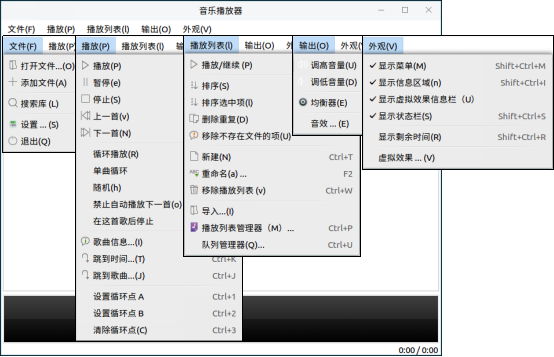 音乐播放器
文件(F) 播放(P) 播放列表(l) 输出(O) 外观(V)
文件(F) 播放(P)
打开文件...(O)
添加文件(A)
搜索库 (L)
设置 ... (S)
退出(Q)
播放(P) 播放列表(l)
播放(P)
暂停(e)
停止(S)
上一首(v)
下一首(N)
循环播放(R)
单曲循环
随机(h)
禁止自动播放下一首(o)
在这首歌后停止
歌曲信息...(I)
跳到时间...(T) Ctrl+K
跳到歌曲...(J) Ctrl+J
设置循环点 A Ctrl+1
设置循环点 B Ctrl+2
清除循环点(C) Ctrl+3
播放列表(l) 输出(O)
播放/继续 (P)
排序(S)
排序选中项(l)
删除重复(D)
移除不存在文件的项(U)
新建(N) Ctrl+T
重命名(a) ... F2
移除播放列表 (v) Ctrl+W
导入...(I)
播放列表管理器（M）... Ctrl+P
队列管理器(Q)... Ctrl+U
输出(O)
调高音量(U)
调低音量(D)
均衡器(E)
音效 ... (E)
外观(V)
显示菜单(M) Shift+Ctrl+M
显示信息区域(n) Shift+Ctrl+I
显示虚拟效果信息栏（U）
显示状态栏(S) Shift+Ctrl+S
显示剩余时间(R) Shift+Ctrl+R
虚拟效果 ... (V)
0:00 / 0:00